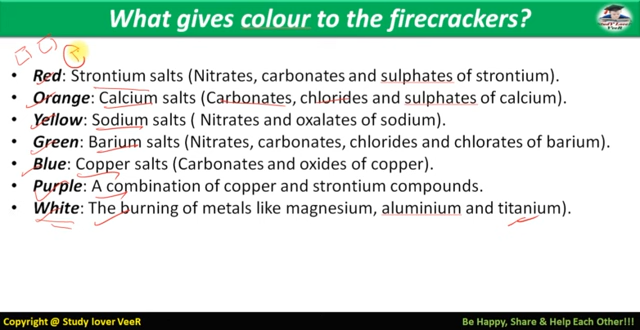 What gives colour to the firecrackers?
• Red: Strontium salts (Nitrates, carbonates and sulphates of strontium).
• Orange: Calcium salts (Carbonates, chlorides and sulphates of calcium).
• Yellow: Sodium salts ( Nitrates and oxalates of sodium).
• Green: Barium salts (Nitrates, carbonates, chlorides and chlorates of barium).
• Blue: Copper salts (Carbonates and oxides of copper).
• Purple: A combination of copper and strontium compounds.
• White: The burning of metals like magnesium, aluminium and titanium).
Copyright @ Study lover VeeR
Be Happy, Share & Help Each Other!!!